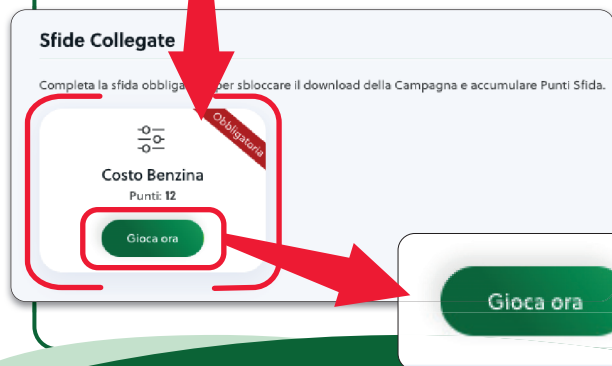 Sfide Collegate
Completa la sfida obbliga per sbloccare il download della Campagna e accumulare Punti Sfida.
Obbligatoria
Costo Benzina
Punti: 12
Gioca ora
Gioca ora